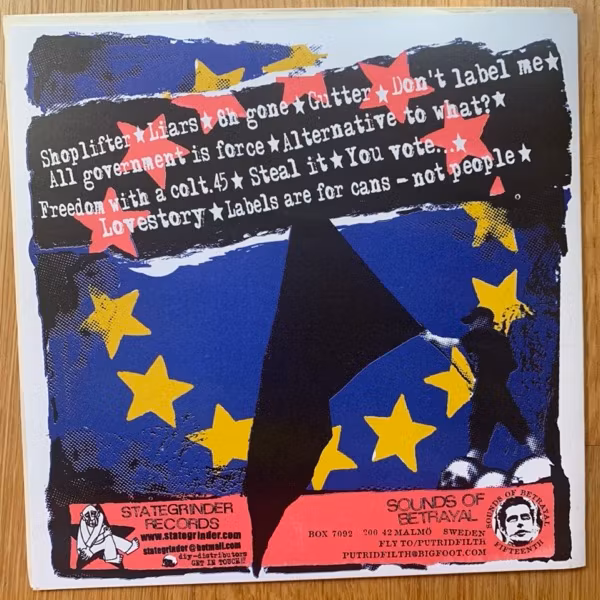 Shoplifter★Liars★8h gone★Gutter★Don't label me★
All government is force★Alternative to what?★
Freedom with a colt.45★Steal it★You vote...★
Lovestory★Labels are for cans - not people★
STATEGRINDER
RECORDS
www.stategrinder.com
stategrinder@hotmail.com
diy-distributors
GET IN TOUCH!!
SOUNDS OF
BETRAYAL
BOX 7092 200 42 MALMÖ SWEDEN
FLY TO/PUTRIDFILTH
PUTRIDFILTH@BIGFOOT.COM
SOUNDS OF BETRAYAL
FIFTEENTH